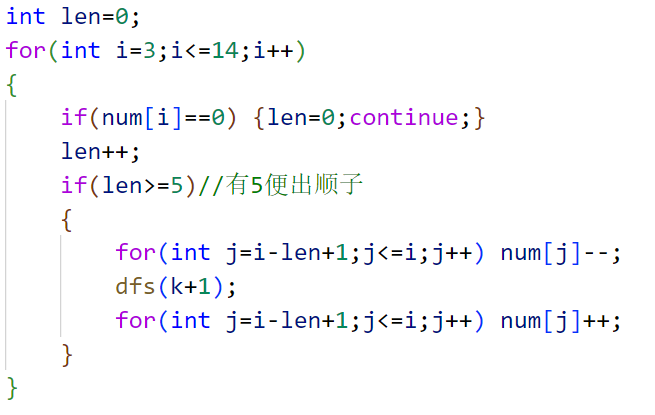 int len=0;
for(int i=3;i<=14;i++)
{
    if(num[i]==0) {len=0;continue;}
    len++;
    if(len>=5)//有5便出顺子
    {
        for(int j=i-len+1;j<=i;j++) num[j]--;
        dfs(k+1);
        for(int j=i-len+1;j<=i;j++) num[j]++;
    }
}